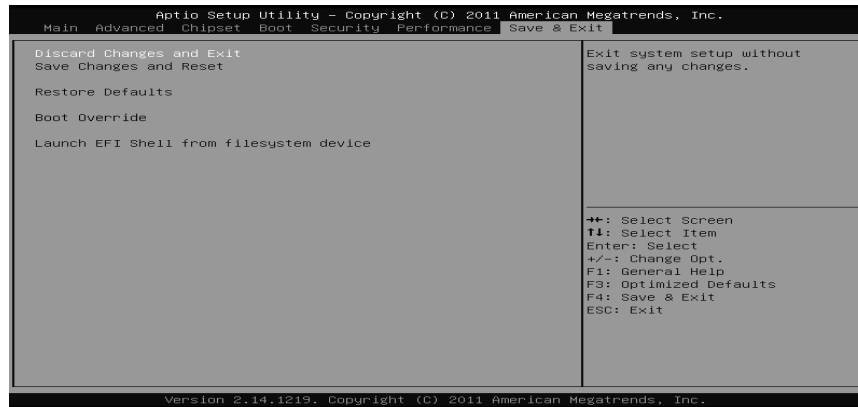 Aptio Setup Utility – Copyright (C) 2011 American Megatrends, Inc.
Main Advanced Chipset Boot Security Performance Save & Exit
Discard Changes and Exit
Save Changes and Reset
Restore Defaults
Boot Override
Launch EFI Shell from filesystem device
Exit system setup without
saving any changes.
→←: Select Screen
↑↓: Select Item
Enter: Select
+/-: Change Opt.
F1: General Help
F3: Optimized Defaults
F4: Save & Exit
ESC: Exit
Version 2.14.1219. Copyright (C) 2011 American Megatrends, Inc.